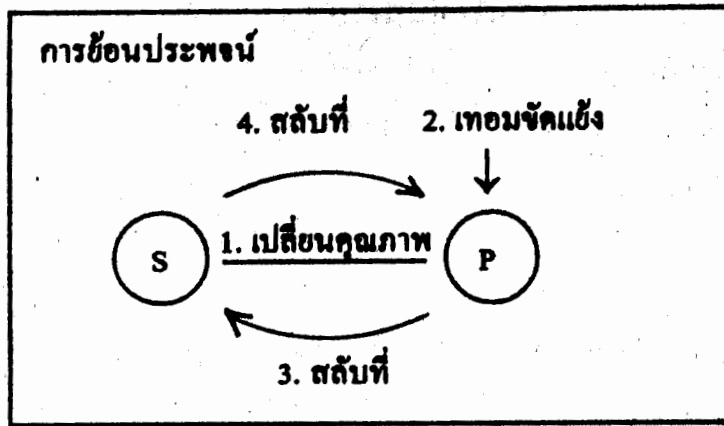 การย้อนประพจน์
4. สลับที่ 2. เทอมขัดแย้ง
S 1. เปลี่ยนคุณภาพ P
3. สลับที่